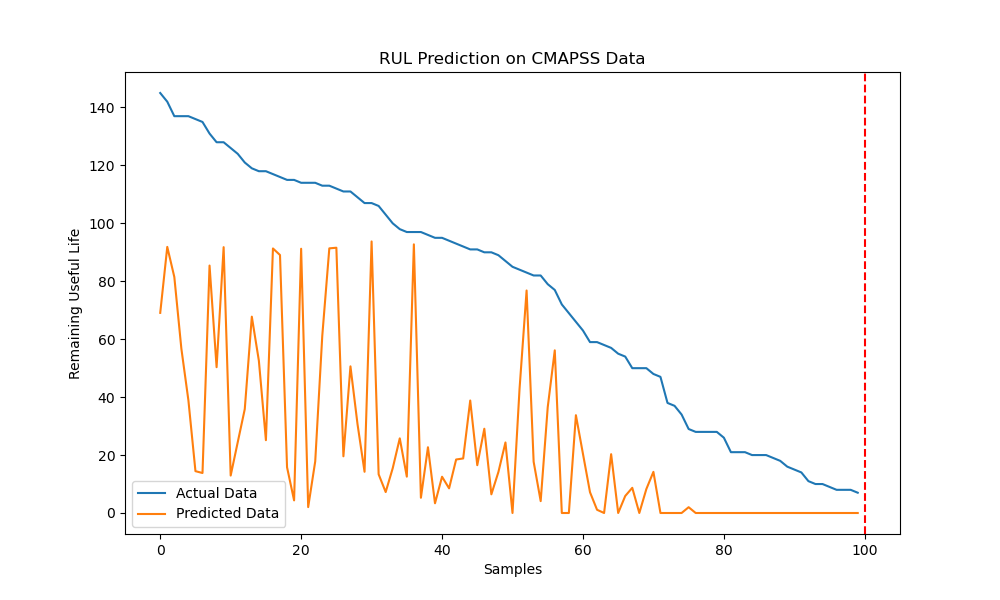 RUL Prediction on CMAPSS Data
Remaining Useful Life
140
120
100
80
60
40
20
0
Actual Data
Predicted Data
0 20 40 60 80 100
Samples